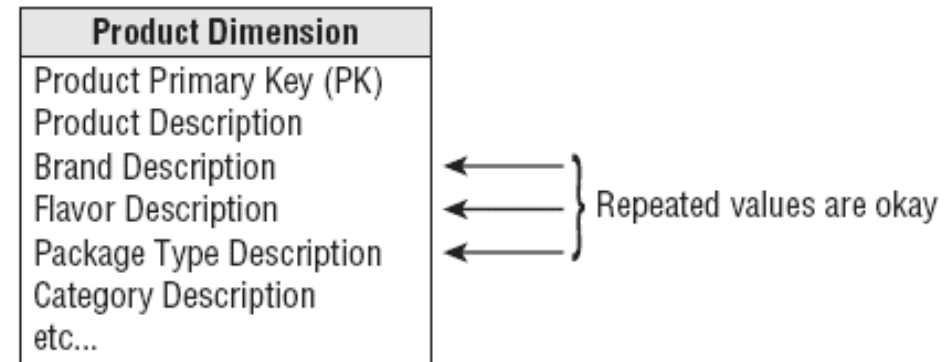 Product Dimension
Product Primary Key (PK)
Product Description
Brand Description
Flavor Description
Package Type Description
Category Description
etc...
Repeated values are okay